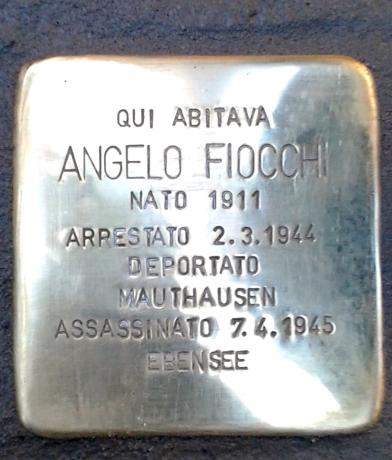 QUI ABITAVA
ANGELO FIOCCHI
NATO 1911
ARRESTATO 2.3.1944
DEPORTATO
MAUTHAUSEN
ASSASSINATO 7.4.1945
EBENSEE